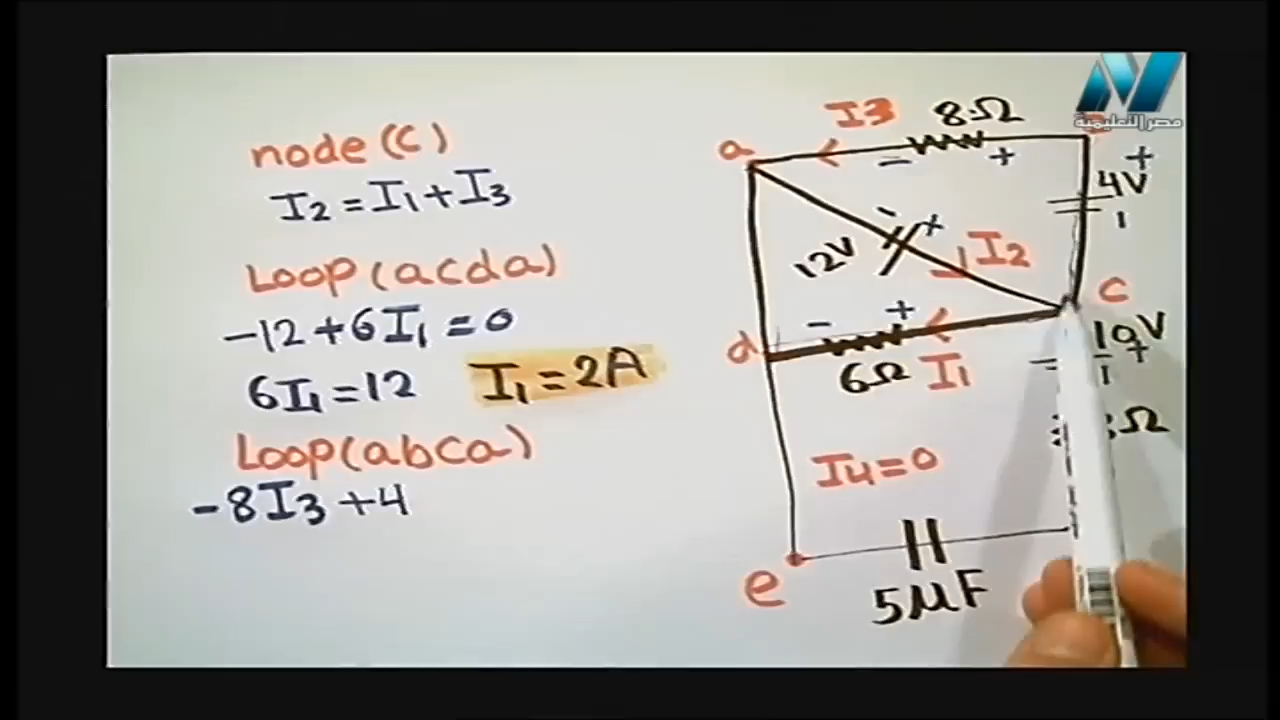 node(C)
I₂ = I₁ + I₃
Loop(acda)
-12 + 6I₁ = 0
6I₁ = 12
I₁ = 2A
Loop(abca)
-8I₃ + 4
مصر التعليمية
I3
8Ω
a
+
4V
12V
I₂
C
d
10V
6Ω
I₁
Ω
I4 = 0
e
5μF